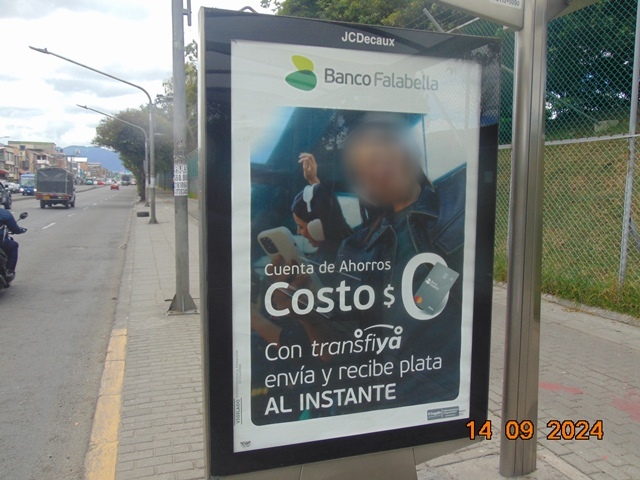 JCDecaux
Banco Falabella
Cuenta de Ahorros
Costo $0
Con transfiya
envía y recibe plata
AL INSTANTE
14 09 2024